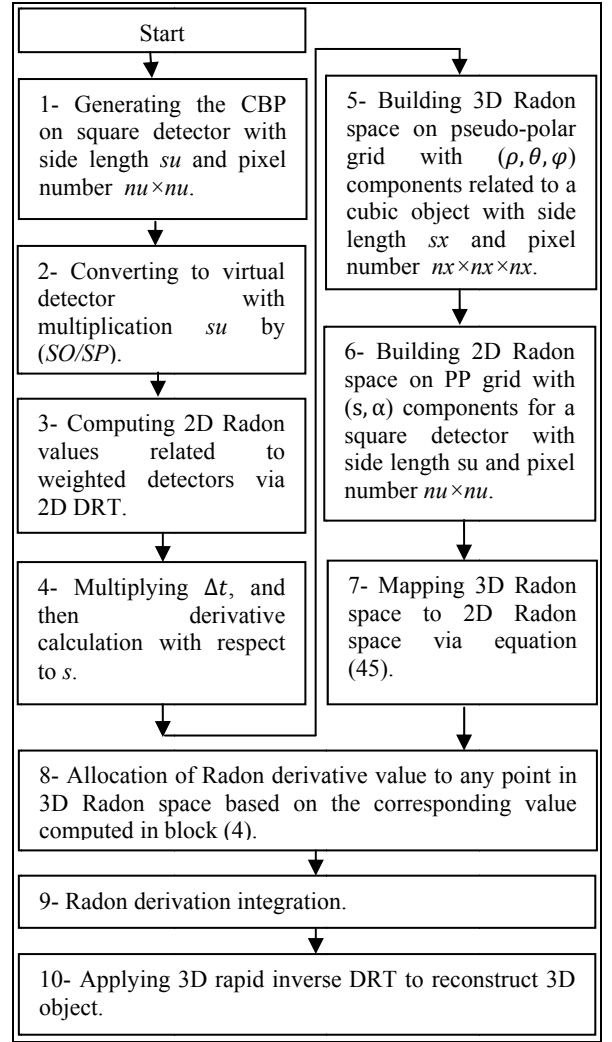 Start
1- Generating the CBP
on square detector with
side length su and pixel
number nu×nu.
2- Converting to virtual
detector with
multiplication su by
(SO/SP).
3- Computing 2D Radon
values related to
weighted detectors via
2D DRT.
4- Multiplying Δt, and
then derivative
calculation with respect
to s.
5- Building 3D Radon
space on pseudo-polar
grid with (ρ, θ, φ)
components related to a
cubic object with side
length sx and pixel
number nx×nx×nx.
6- Building 2D Radon
space on PP grid with
(s, α) components for a
square detector with
side length su and pixel
number nu×nu.
7- Mapping 3D Radon
space to 2D Radon
space via equation
(45).
8- Allocation of Radon derivative value to any point in
3D Radon space based on the corresponding value
computed in block (4).
9- Radon derivation integration.
10- Applying 3D rapid inverse DRT to reconstruct 3D
object.